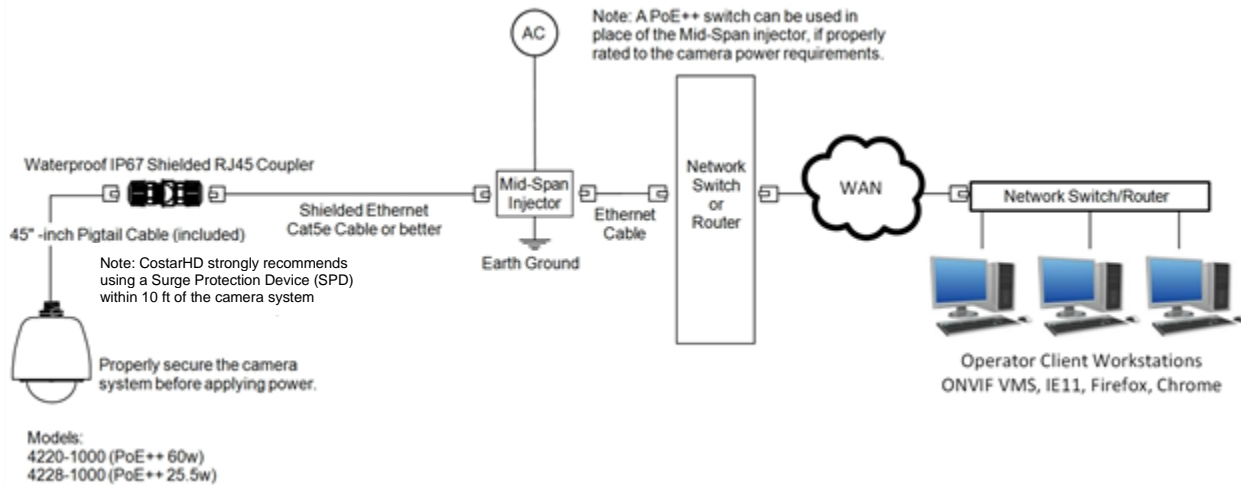 AC
Note: A PoE++ switch can be used in
place of the Mid-Span injector, if properly
rated to the camera power requirements.
Waterproof IP67 Shielded RJ45 Coupler
Mid-Span
Injector
Network
Switch
or
Router
WAN
Network Switch/Router
Shielded Ethernet
Cat5e Cable or better
Ethernet
Cable
45" -inch Pigtail Cable (included)
Earth Ground
Note: CostarHD strongly recommends
using a Surge Protection Device (SPD)
within 10 ft of the camera system
Properly secure the camera
system before applying power.
Operator Client Workstations
ONVIF VMS, IE11, Firefox, Chrome
Models:
4220-1000 (PoE++ 60w)
4228-1000 (PoE++ 25.5w)